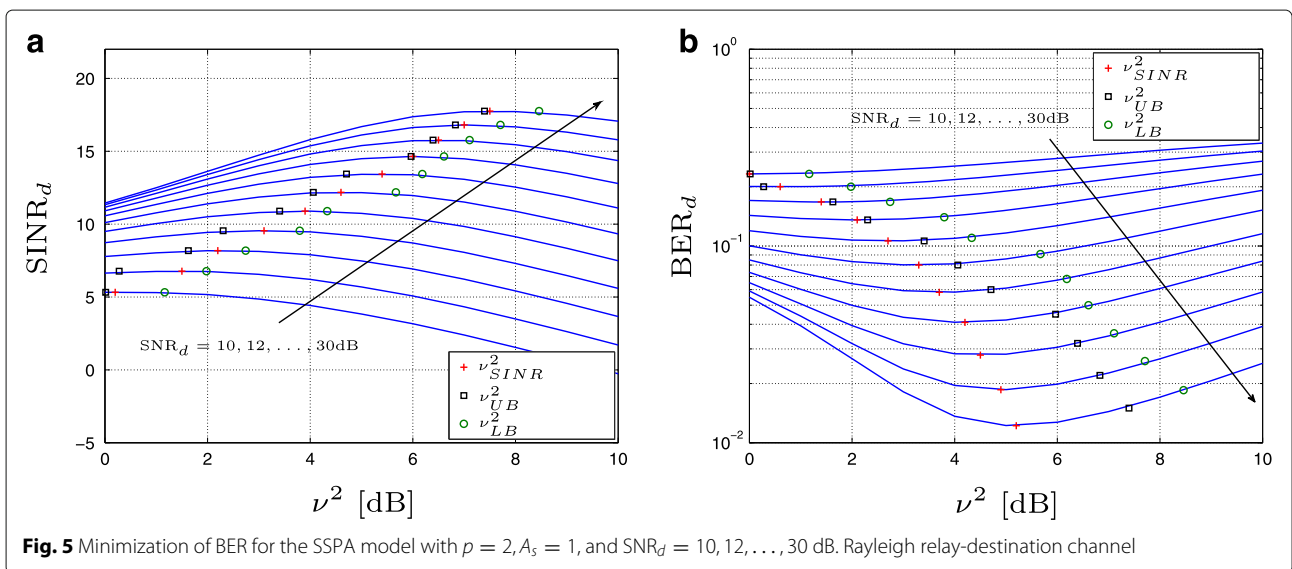 a
20
15
10
5
0
−5
0 2 4 6 8 10
SINR_d
ν² [dB]
SNR_d = 10, 12, . . . , 30dB
ν²_SINR
ν²_UB
ν²_LB
b
10⁰
10⁻¹
10⁻²
0 2 4 6 8 10
BER_d
ν² [dB]
SNR_d = 10, 12, . . . , 30dB
ν²_SINR
ν²_UB
ν²_LB
Fig. 5 Minimization of BER for the SSPA model with p = 2, A_s = 1, and SNR_d = 10, 12, . . . , 30 dB. Rayleigh relay-destination channel